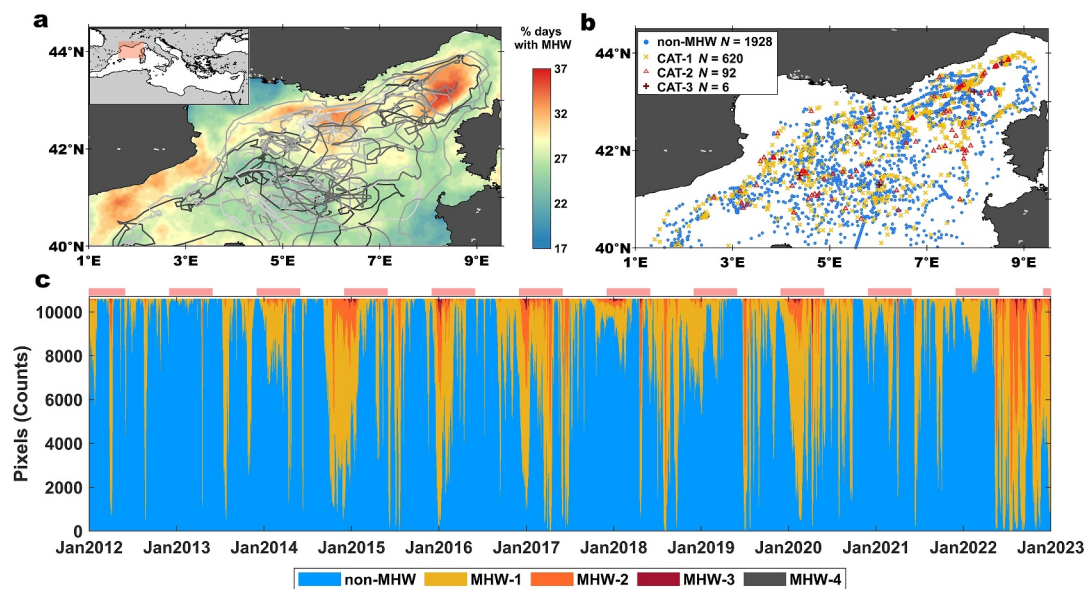 a
% days
with MHW
44°N
42°N
40°N
1°E
3°E
5°E
7°E
9°E
37
32
27
22
17
b
non-MHW N = 1928
CAT-1 N = 620
CAT-2 N = 92
CAT-3 N = 6
44°N
42°N
40°N
1°E
3°E
5°E
7°E
9°E
c
Pixels (Counts)
10000
8000
6000
4000
2000
0
Jan2012
Jan2013
Jan2014
Jan2015
Jan2016
Jan2017
Jan2018
Jan2019
Jan2020
Jan2021
Jan2022
Jan2023
non-MHW
MHW-1
MHW-2
MHW-3
MHW-4